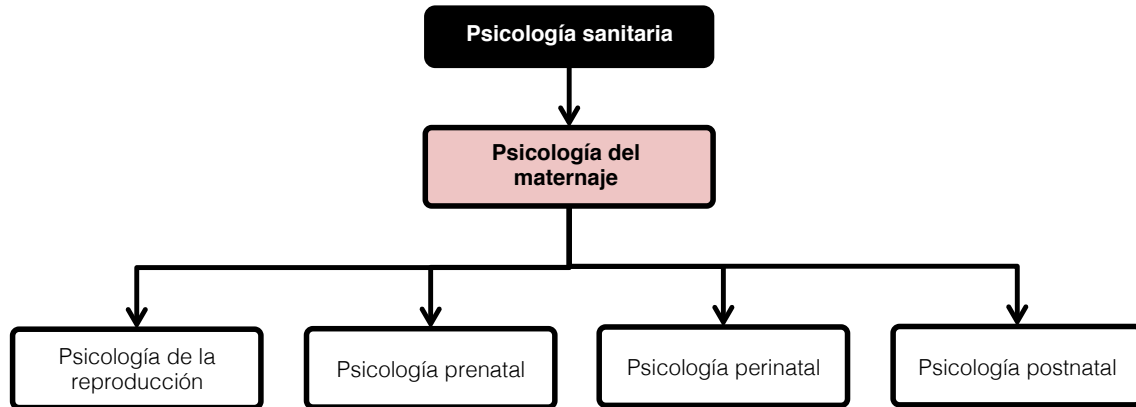 Psicología sanitaria
Psicología del
maternaje
Psicología de la
reproducción
Psicología prenatal
Psicología perinatal
Psicología postnatal